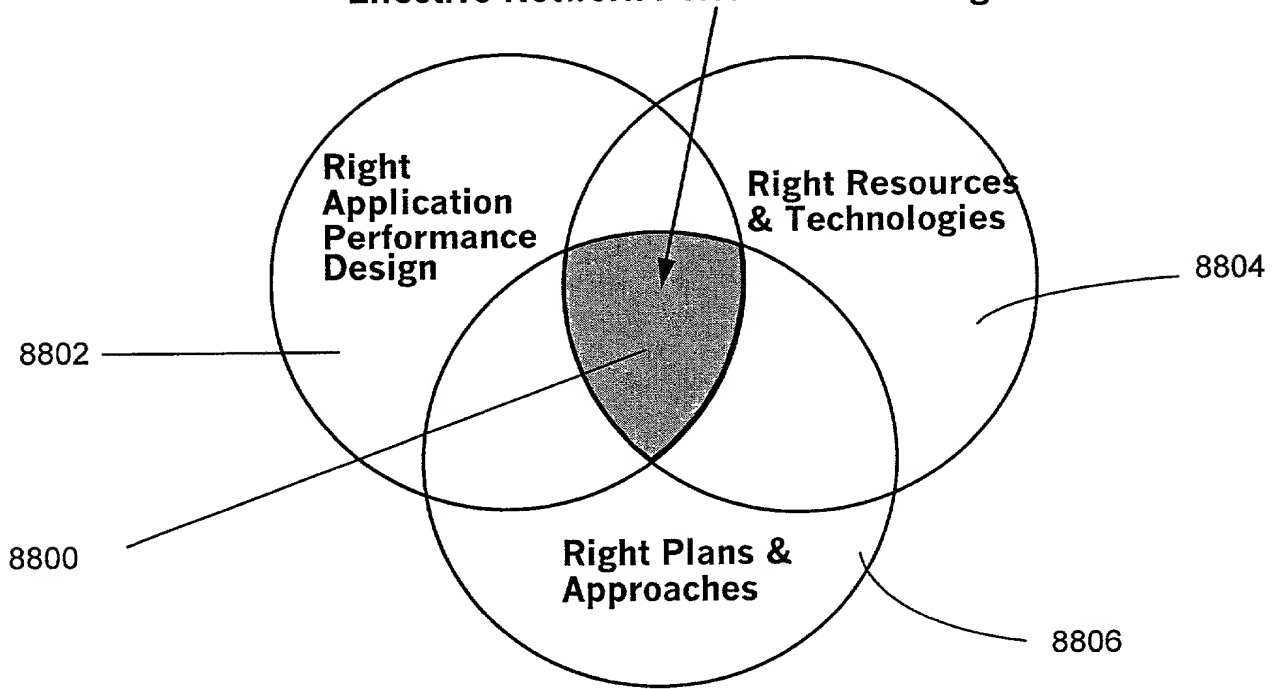 Effective Network
Right
Application
Performance
Design
Right Resources
& Technologies
8804
8802
8800
Right Plans &
Approaches
8806